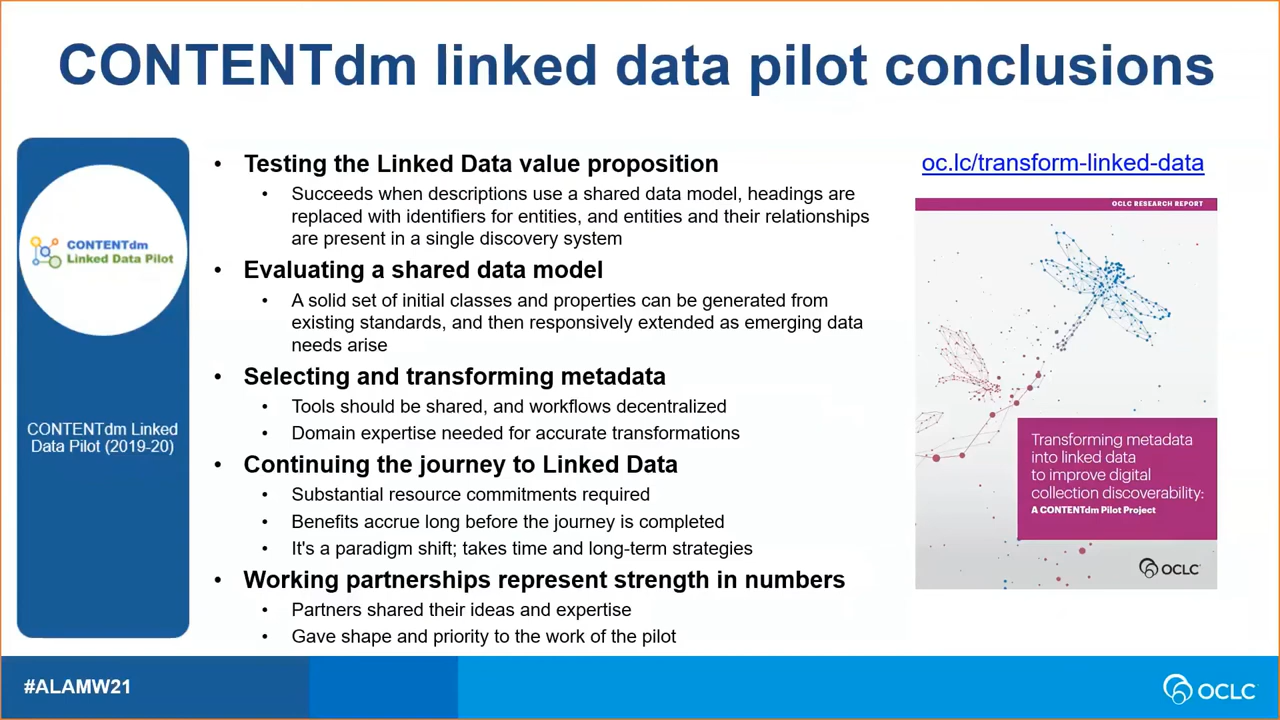 CONTENTdm linked data pilot conclusions
CONTENTdm
Linked Data Pilot
CONTENTdm Linked
Data Pilot (2019-20)
• Testing the Linked Data value proposition
• Succeeds when descriptions use a shared data model, headings are
replaced with identifiers for entities, and entities and their relationships
are present in a single discovery system
• Evaluating a shared data model
• A solid set of initial classes and properties can be generated from
existing standards, and then responsively extended as emerging data
needs arise
• Selecting and transforming metadata
• Tools should be shared, and workflows decentralized
• Domain expertise needed for accurate transformations
• Continuing the journey to Linked Data
• Substantial resource commitments required
• Benefits accrue long before the journey is completed
• It's a paradigm shift; takes time and long-term strategies
• Working partnerships represent strength in numbers
• Partners shared their ideas and expertise
• Gave shape and priority to the work of the pilot
oc.lc/transform-linked-data
OCLC RESEARCH REPORT
Transforming metadata
into linked data
to improve digital
collection discoverability:
A CONTENTdm Pilot Project
OCLC
#ALAMW21
OCLC